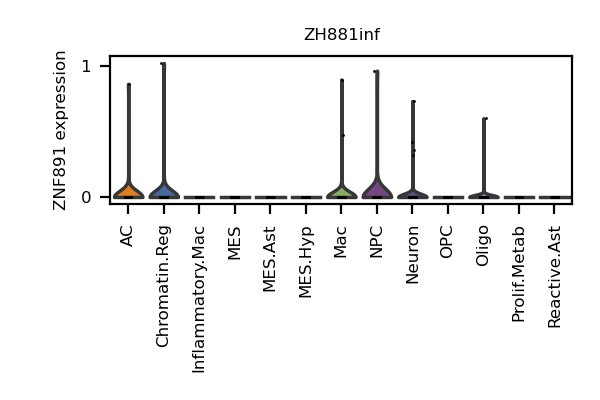 ZH881inf
ZNF891 expression
1
0
AC
Chromatin.Reg
Inflammatory.Mac
MES
MES.Ast
MES.Hyp
Mac
NPC
Neuron
OPC
Oligo
Prolif.Metab
Reactive.Ast